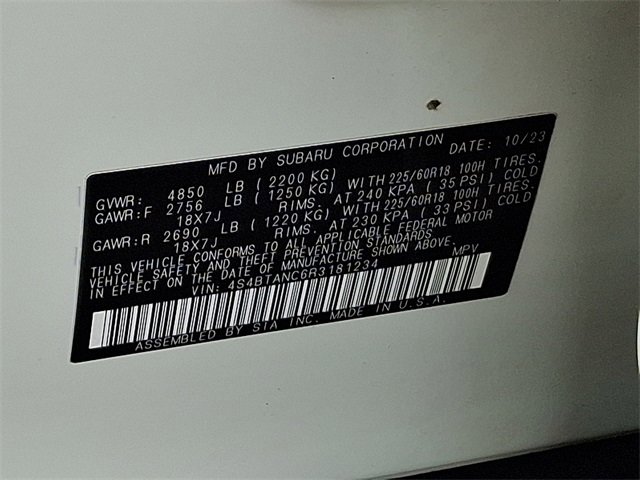 MFD BY SUBARU CORPORATION DATE: 10/23
GVWR: 4850 LB (2200 KG)
GAWR:F 2756 LB (1250 KG) WITH 225/60R18 100H TIRES.
18X7J RIMS. AT 240 KPA (35 PSI) COLD
GAWR:R 2690 LB (1220 KG) WITH 225/60R18 100H TIRES.
18X7J RIMS. AT 230 KPA (33 PSI) COLD
THIS VEHICLE CONFORMS TO ALL APPLICABLE FEDERAL MOTOR
VEHICLE SAFETY AND THEFT PREVENTION STANDARDS
IN EFFECT ON THE DATE OF MANUFACTURE SHOWN ABOVE.
VIN: 4S4BTANC6R3181234 MPV
ASSEMBLED BY SIA INC. MADE IN U.S.A.